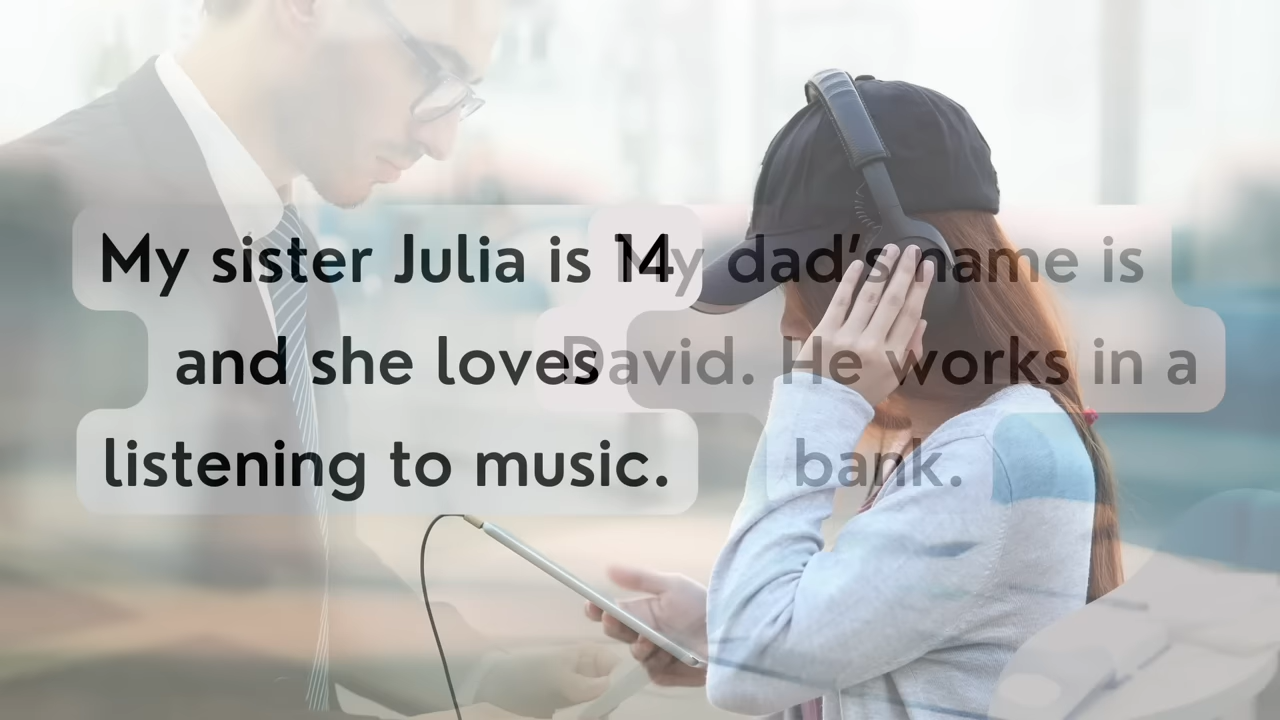 My sister Julia is 14
and she loves
listening to music.
My dad’s name is
David. He works in a
bank.